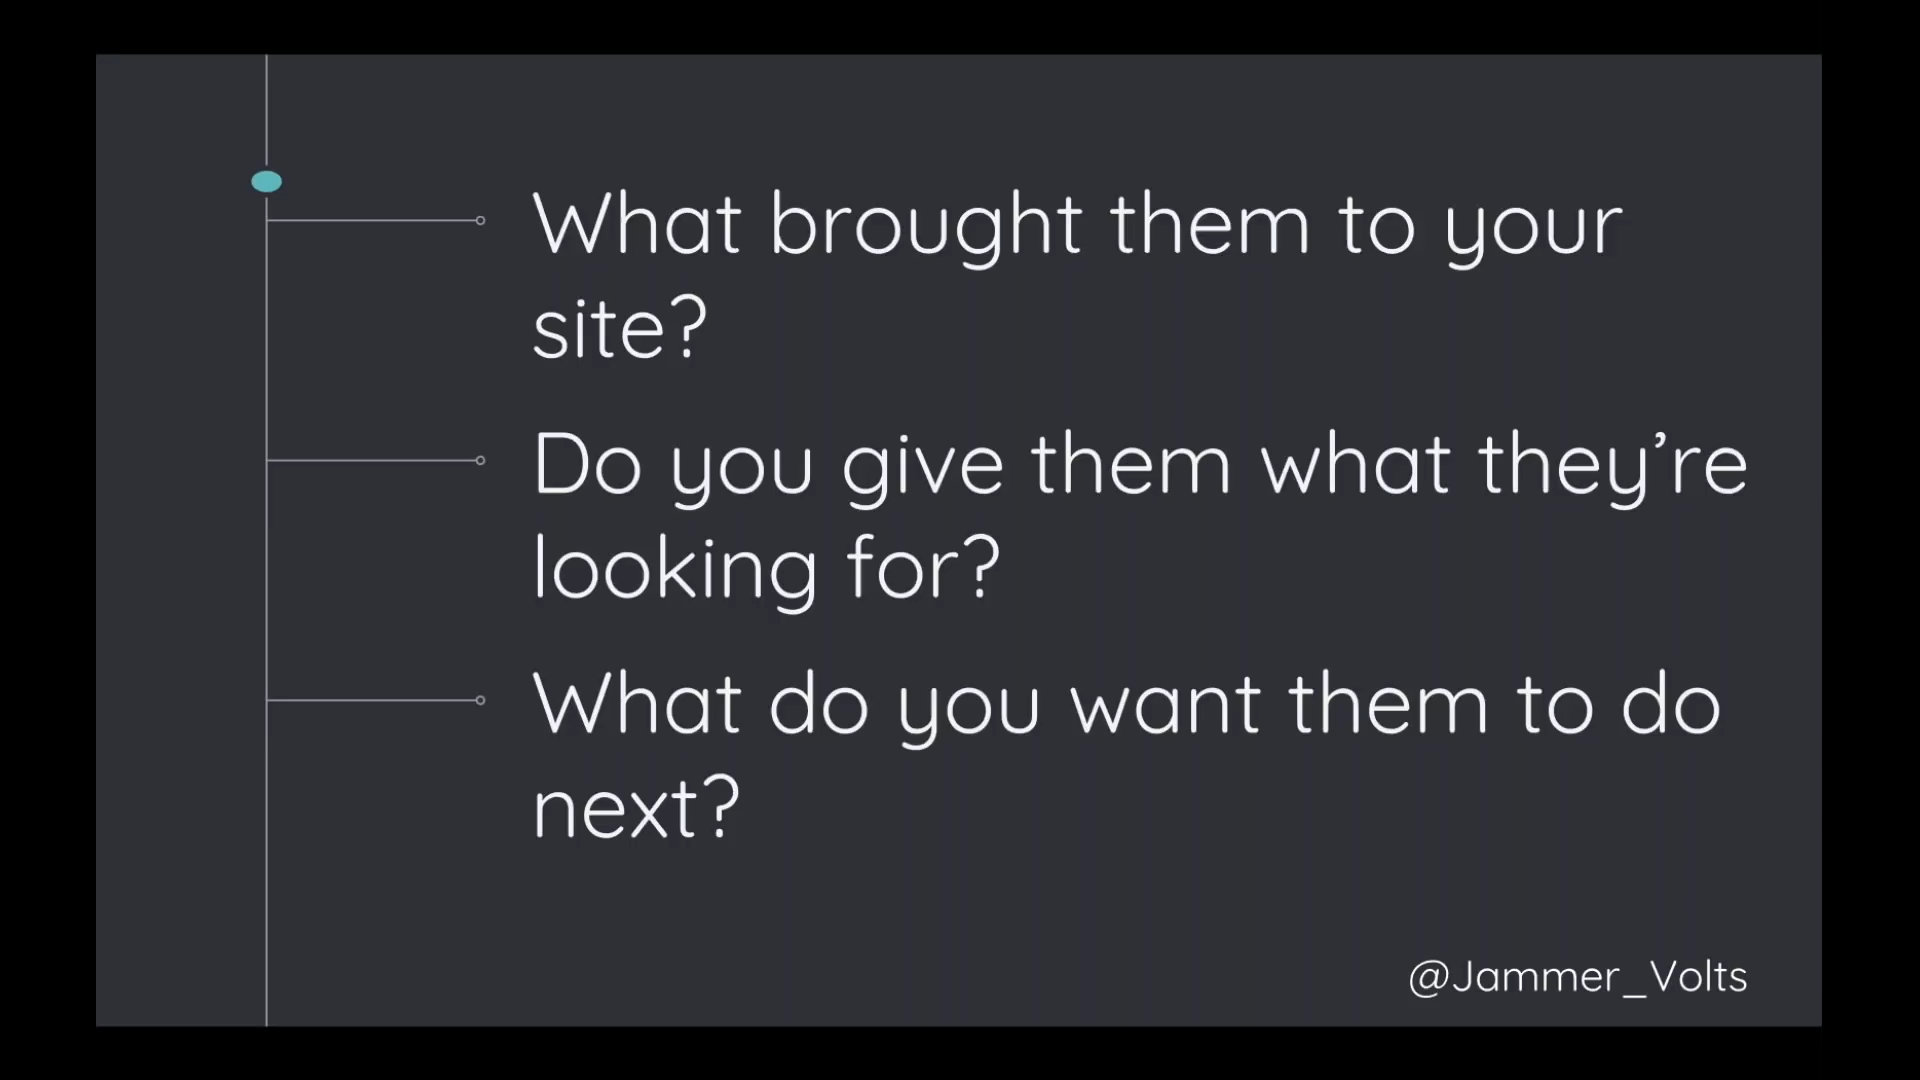 What brought them to your
site?
Do you give them what they’re
looking for?
What do you want them to do
next?
@Jammer_Volts